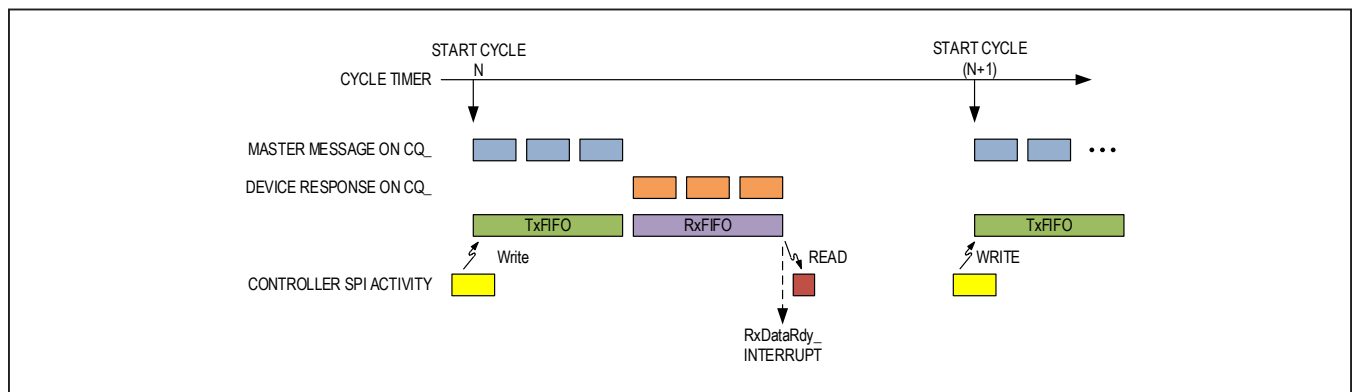 START CYCLE
N
START CYCLE
(N+1)
CYCLE TIMER
MASTER MESSAGE ON CQ_
•••
DEVICE RESPONSE ON CQ_
TxFIFO
RxFIFO
TxFIFO
Write
READ
WRITE
CONTROLLER SPI ACTIVITY
RxDataRdy_
INTERRUPT